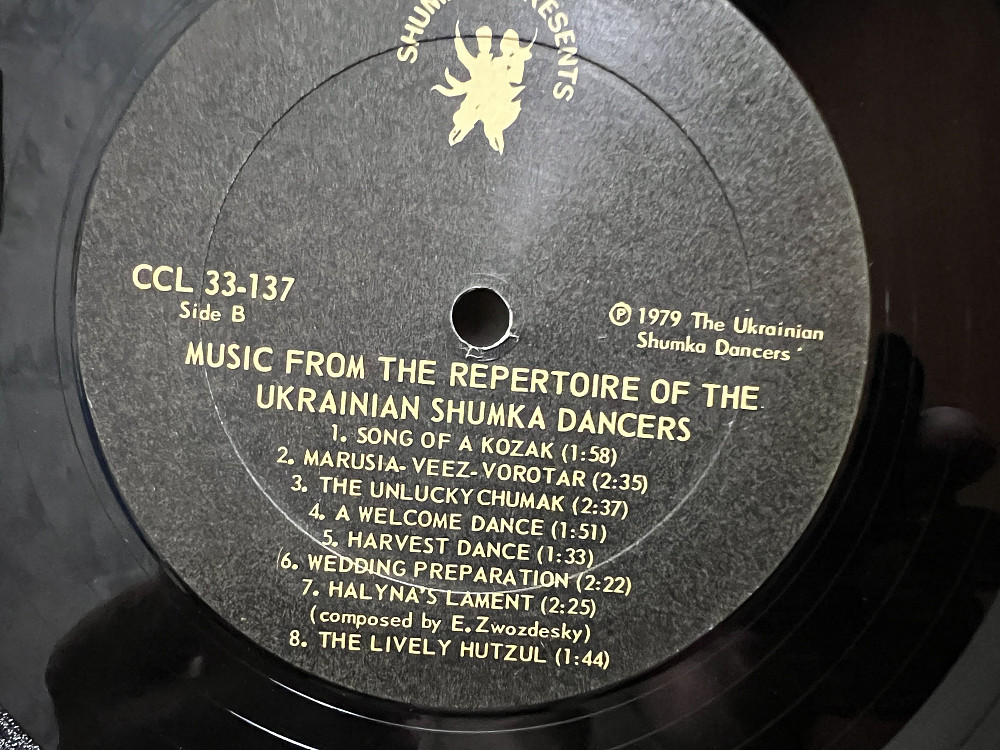 CCL 33-137
Side B
Ⓟ 1979 The Ukrainian
Shumka Dancers
MUSIC FROM THE REPERTOIRE OF THE
UKRAINIAN SHUMKA DANCERS
1. SONG OF A KOZAK (1:58)
2. MARUSIA-VEEZ-VOROTAR (2:35)
3. THE UNLUCKY CHUMAK (2:37)
4. A WELCOME DANCE (1:51)
5. HARVEST DANCE (1:33)
6. WEDDING PREPARATION (2:22)
7. HALYNA'S LAMENT (2:25)
(composed by E. Zwozdesky)
8. THE LIVELY HUTZUL (1:44)